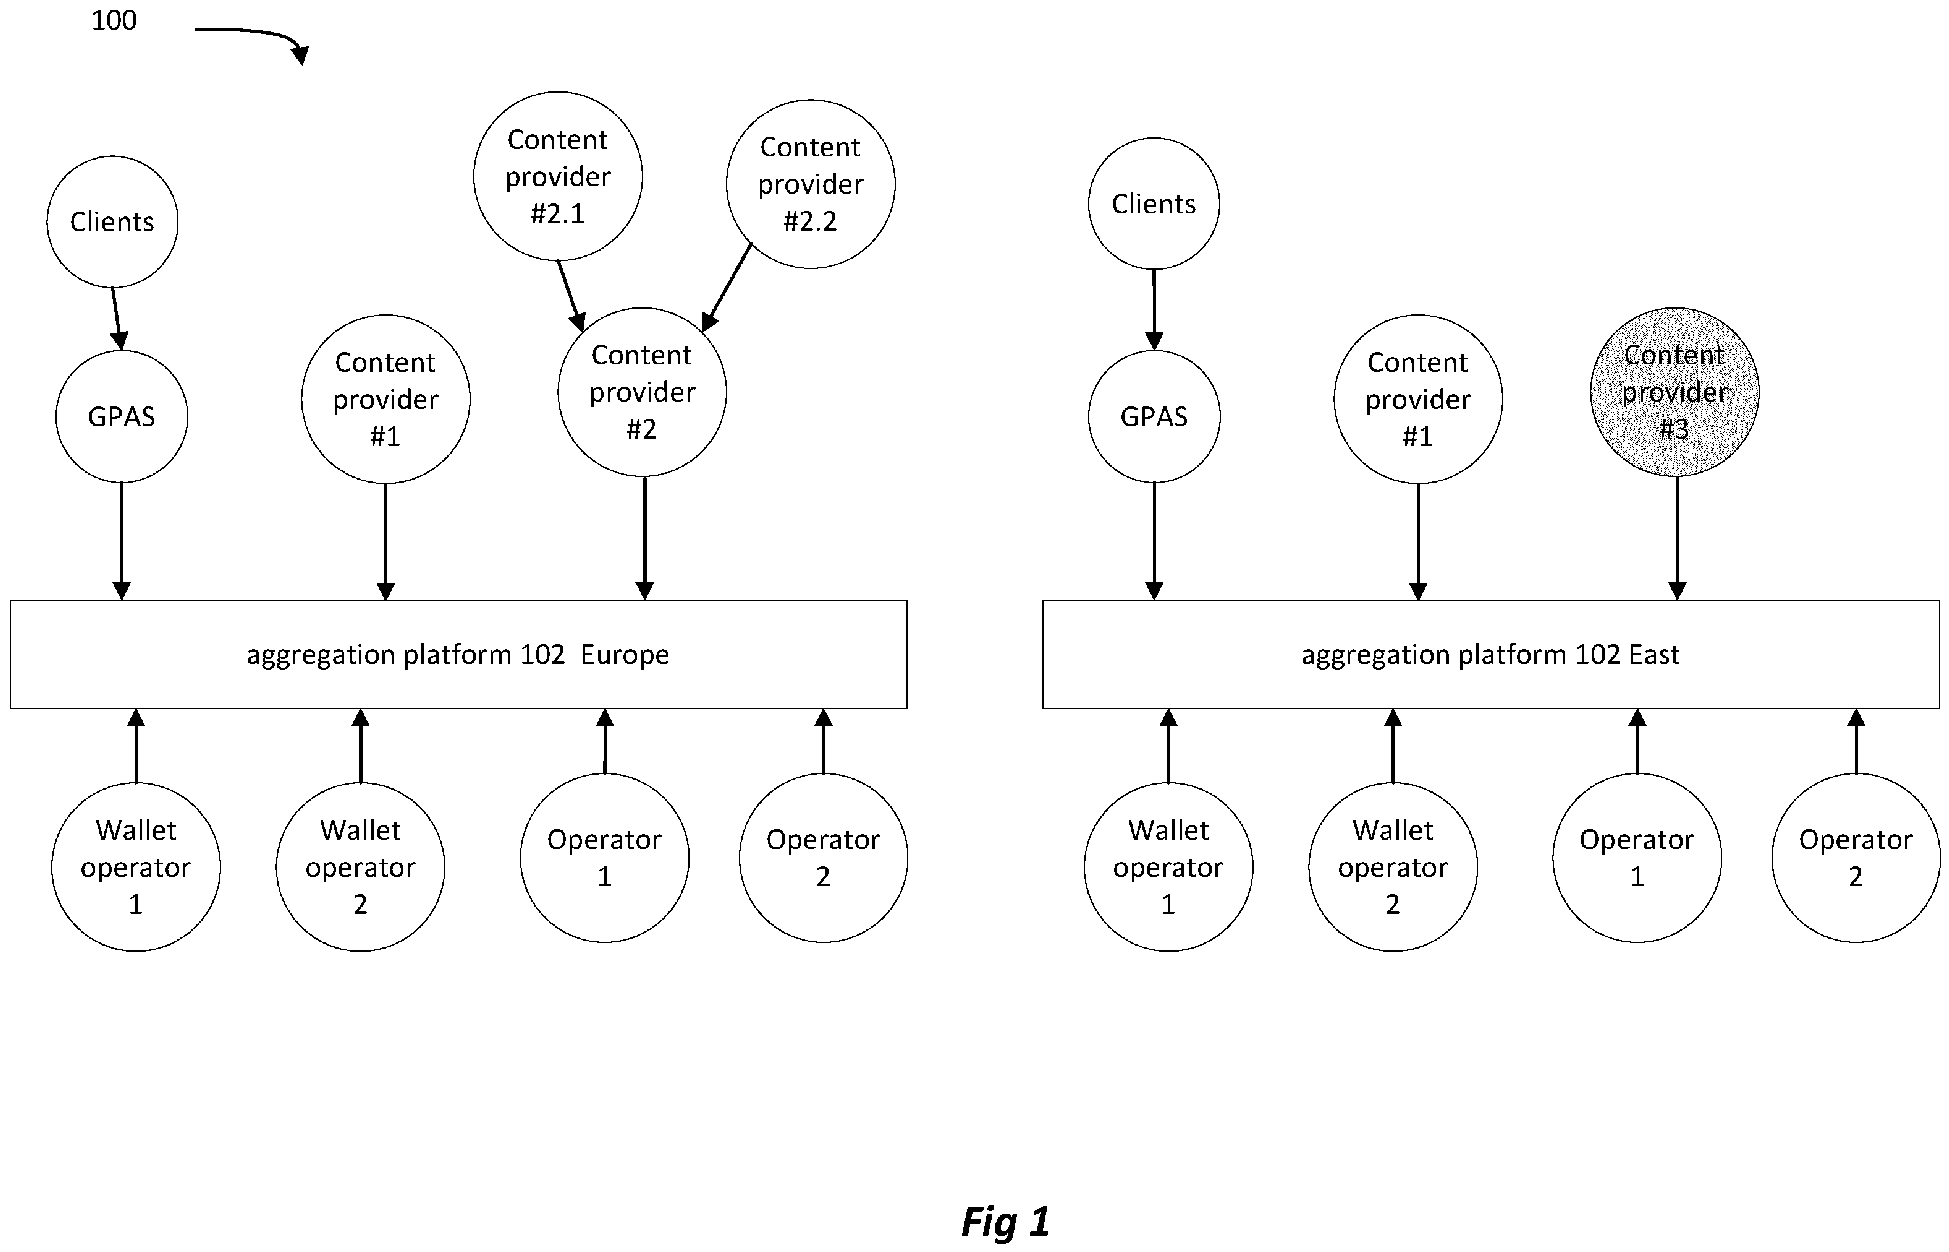 100
Content
provider
#2.1
Content
provider
#2.2
Clients
Clients
GPAS
Content
provider
#1
Content
provider
#2
GPAS
Content
provider
#1
Content
provider
#3
aggregation platform 102  Europe
aggregation platform 102 East
Wallet
operator
1
Wallet
operator
2
Operator
1
Operator
2
Wallet
operator
1
Wallet
operator
2
Operator
1
Operator
2
Fig 1